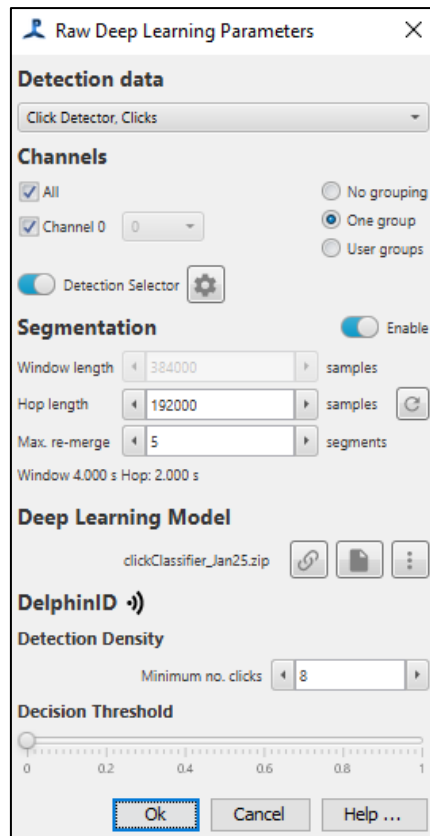 Raw Deep Learning Parameters
Detection data
Click Detector, Clicks
Channels
All
No grouping
Channel 0
0
One group
User groups
Detection Selector
Segmentation
Enable
Window length
384000
samples
Hop length
192000
samples
Max. re-merge
5
segments
Window 4.000 s Hop: 2.000 s
Deep Learning Model
clickClassifier_Jan25.zip
DelphinID
Detection Density
Minimum no. clicks
8
Decision Threshold
0 0.2 0.4 0.6 0.8 1
Ok
Cancel
Help ...